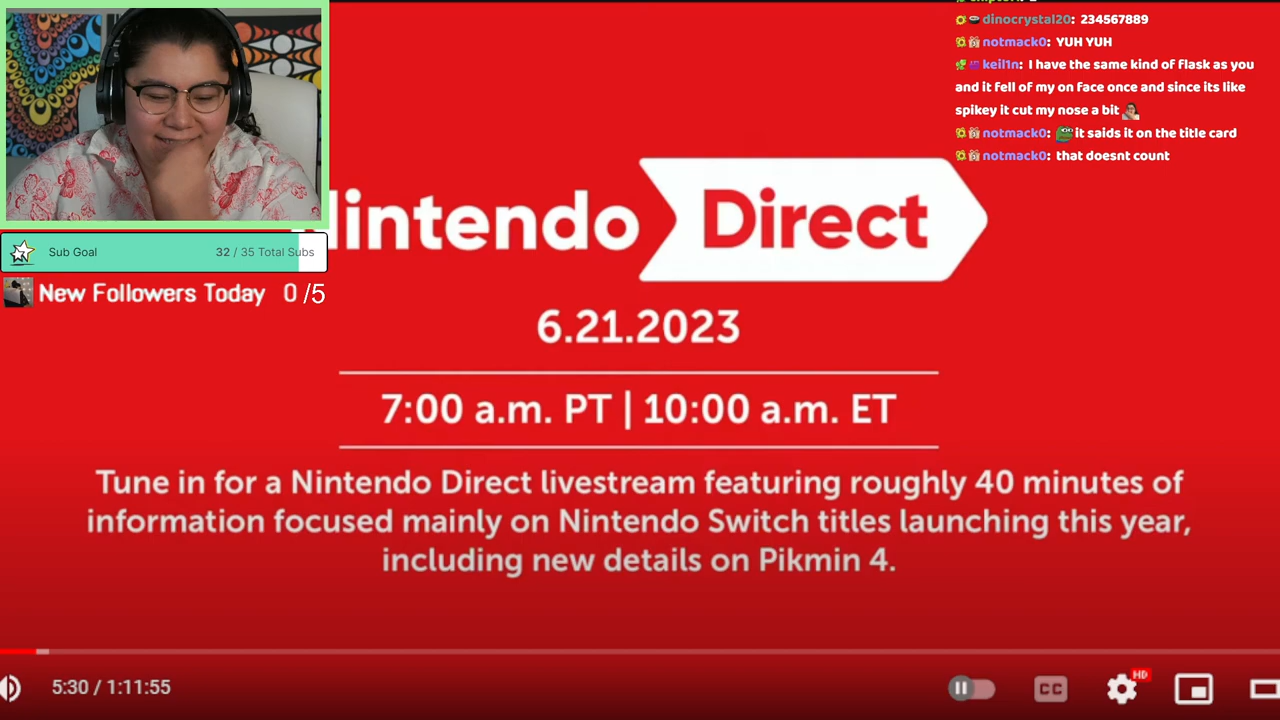 dinocrystal20: 234567889
notmack0: YUH YUH
keil1n: I have the same kind of flask as you
and it fell of my on face once and since its like
spikey it cut my nose a bit
notmack0: it saids it on the title card
notmack0: that doesnt count
Sub Goal 32 / 35 Total Subs
New Followers Today 0 /5
Nintendo Direct
6.21.2023
7:00 a.m. PT | 10:00 a.m. ET
Tune in for a Nintendo Direct livestream featuring roughly 40 minutes of
information focused mainly on Nintendo Switch titles launching this year,
including new details on Pikmin 4.
5:30 / 1:11:55
CC
HD